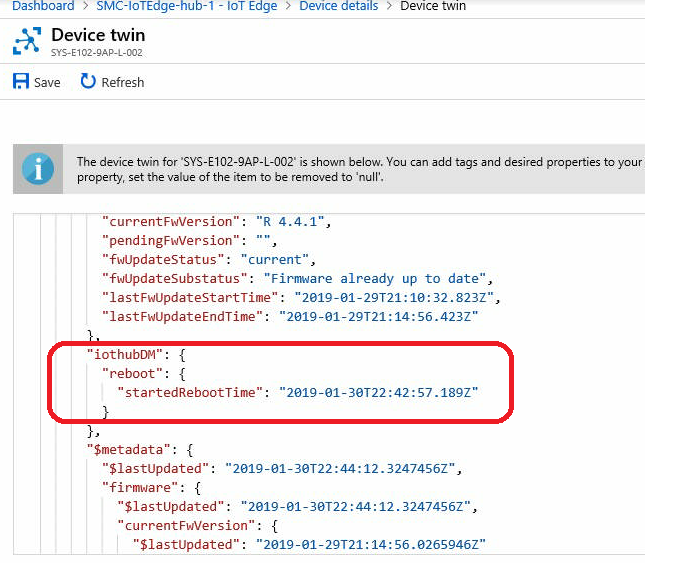 Dashboard > SMC-IoTEdge-hub-1 - IoT Edge > Device details > Device twin
Device twin
SYS-E102-9AP-L-002
Save Refresh
The device twin for 'SYS-E102-9AP-L-002' is shown below. You can add tags and desired properties to your
property, set the value of the item to be removed to 'null'.
"currentFwVersion": "R 4.4.1",
"pendingFwVersion": "",
"fwUpdateStatus": "current",
"fwUpdateSubstatus": "Firmware already up to date",
"lastFwUpdateStartTime": "2019-01-29T21:10:32.823Z",
"lastFwUpdateEndTime": "2019-01-29T21:14:56.423Z"
},
"iothubDM": {
"reboot": {
"startedRebootTime": "2019-01-30T22:42:57.189Z"
}
},
"$metadata": {
"$lastUpdated": "2019-01-30T22:44:12.3247456Z",
"firmware": {
"$lastUpdated": "2019-01-30T22:44:12.3247456Z",
"currentFwVersion": {
"$lastUpdated": "2019-01-29T21:14:56.0265946Z"